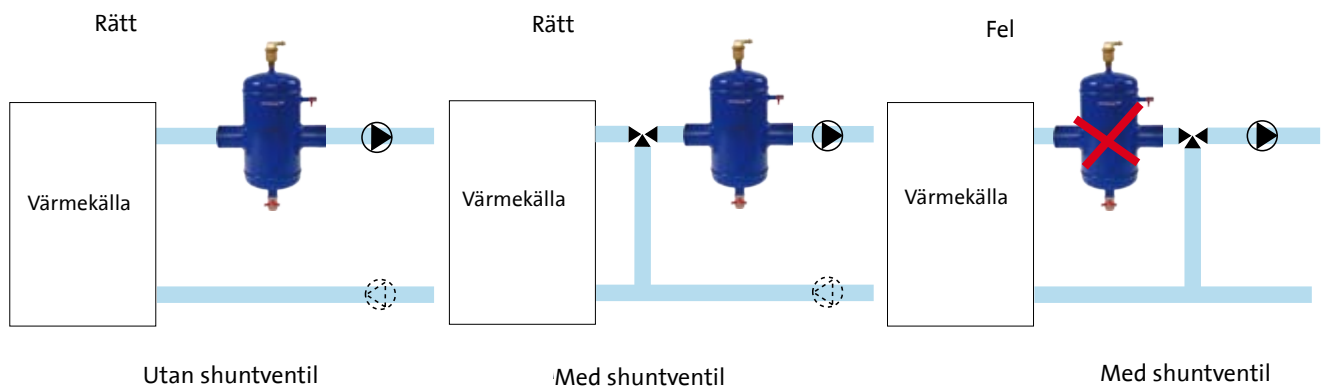 Rätt
Rätt
Fel
Värmekälla
Värmekälla
Värmekälla
Utan shuntventil
Med shuntventil
Med shuntventil